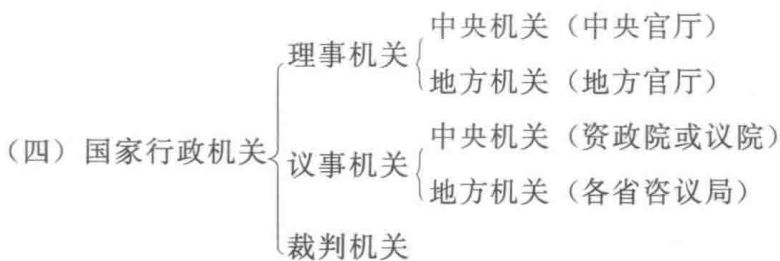 中央机关（中央官厅）
理事机关
地方机关（地方官厅）
中央机关（资政院或议院）
（四）国家行政机关
议事机关
地方机关（各省咨议局）
裁判机关